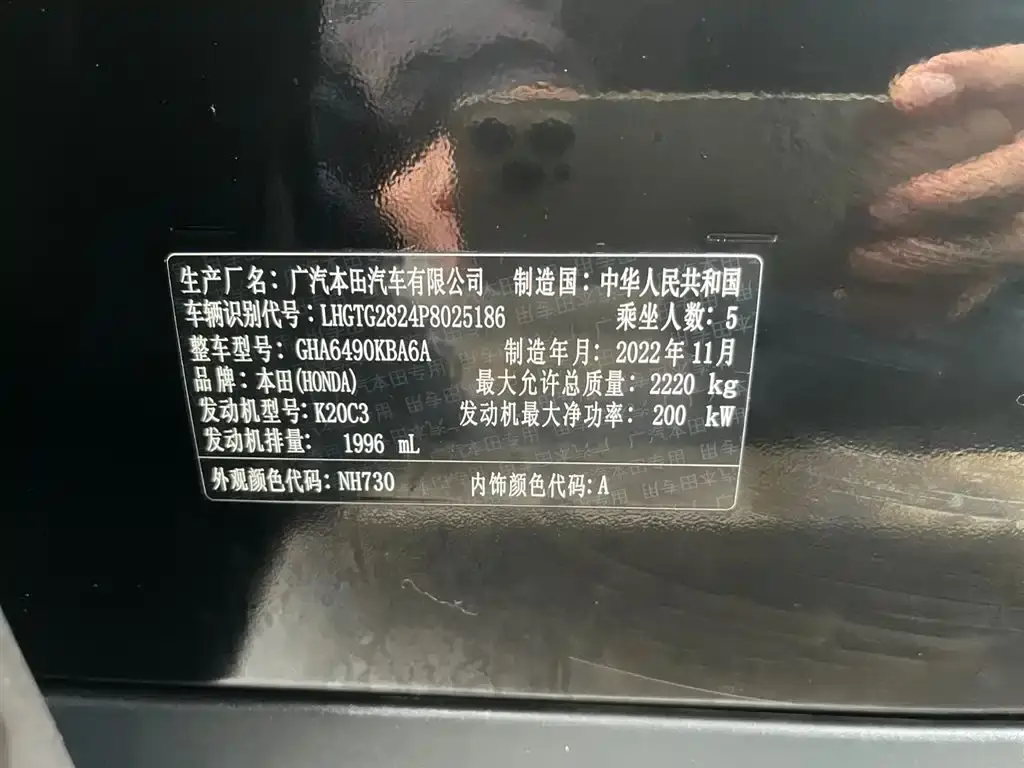 生产厂名：广汽本田汽车有限公司 制造国：中华人民共和国
车辆识别代号：LHGTG2824P8025186 乘坐人数：5
整车型号：GHA6490KBA6A 制造年月：2022年11月
品牌：本田(HONDA) 最大允许总质量：2220 kg
发动机型号：K20C3 发动机最大净功率：200 kW
发动机排量： 1996 mL
外观颜色代码：NH730 内饰颜色代码：A